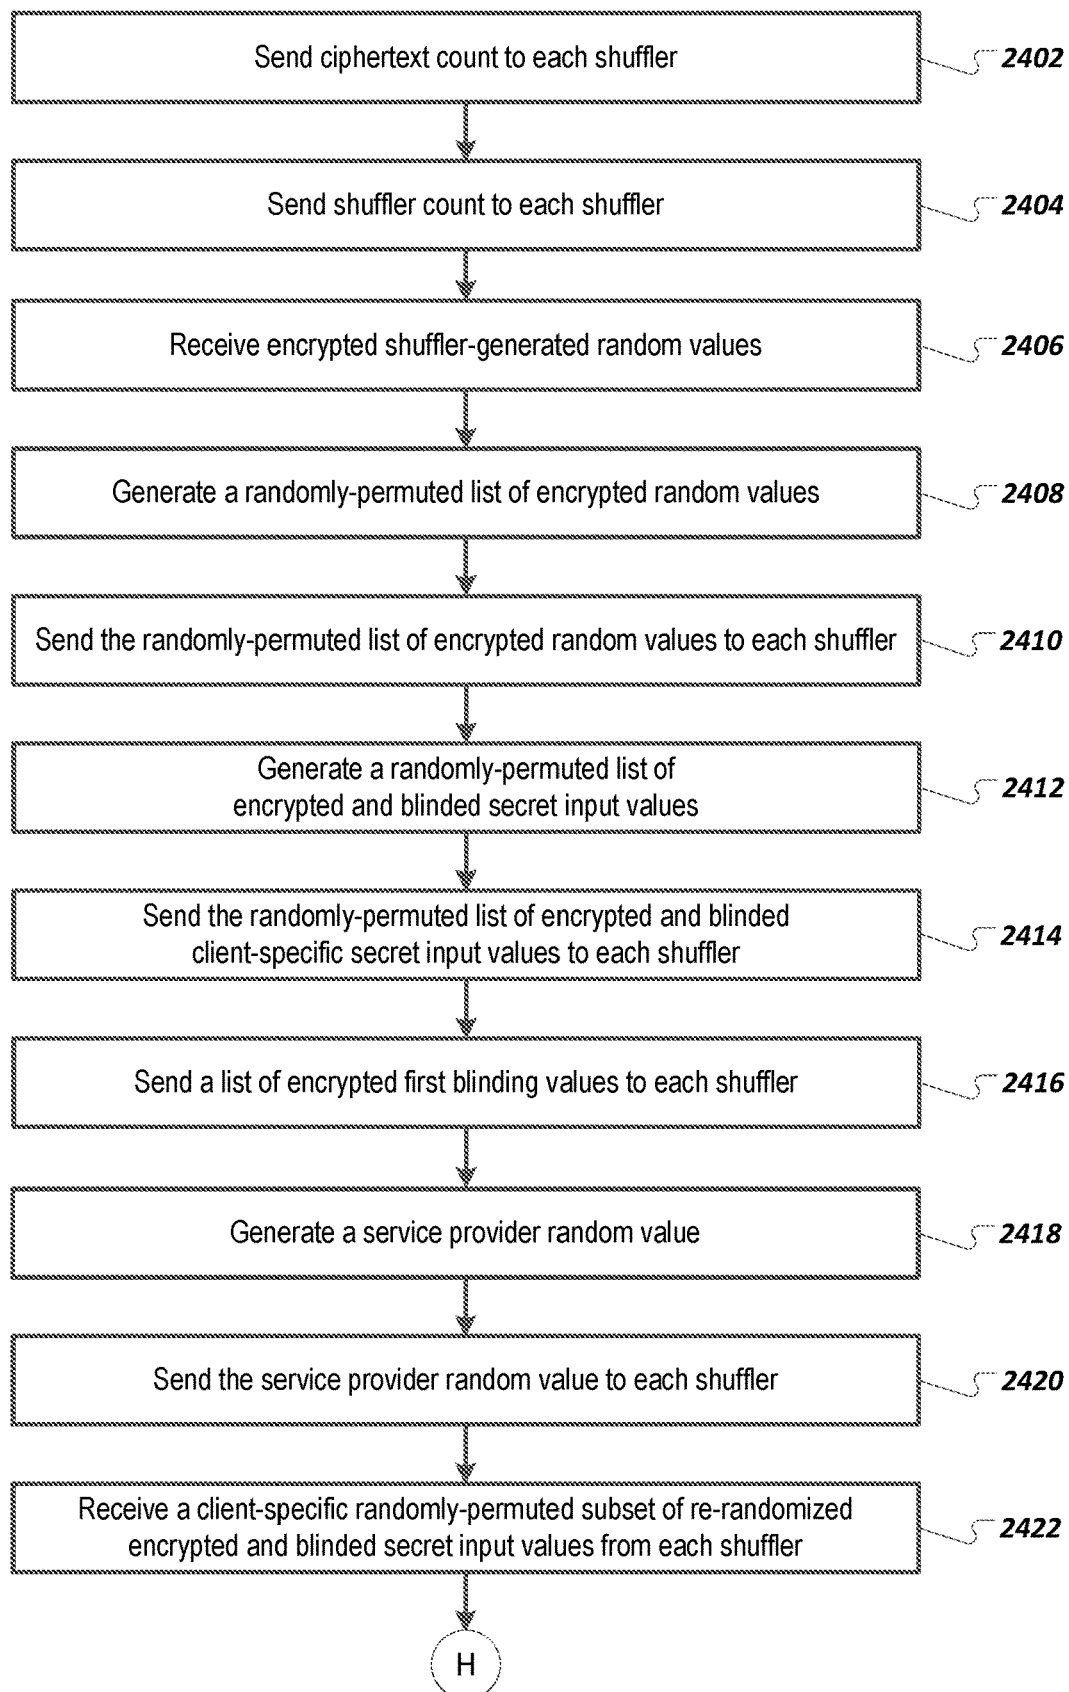 Send ciphertext count to each shuffler
2402
Send shuffler count to each shuffler
2404
Receive encrypted shuffler-generated random values
2406
Generate a randomly-permuted list of encrypted random values
2408
Send the randomly-permuted list of encrypted random values to each shuffler
2410
Generate a randomly-permuted list of
encrypted and blinded secret input values
2412
Send the randomly-permuted list of encrypted and blinded
client-specific secret input values to each shuffler
2414
Send a list of encrypted first blinding values to each shuffler
2416
Generate a service provider random value
2418
Send the service provider random value to each shuffler
2420
Receive a client-specific randomly-permuted subset of re-randomized
encrypted and blinded secret input values from each shuffler
2422
H